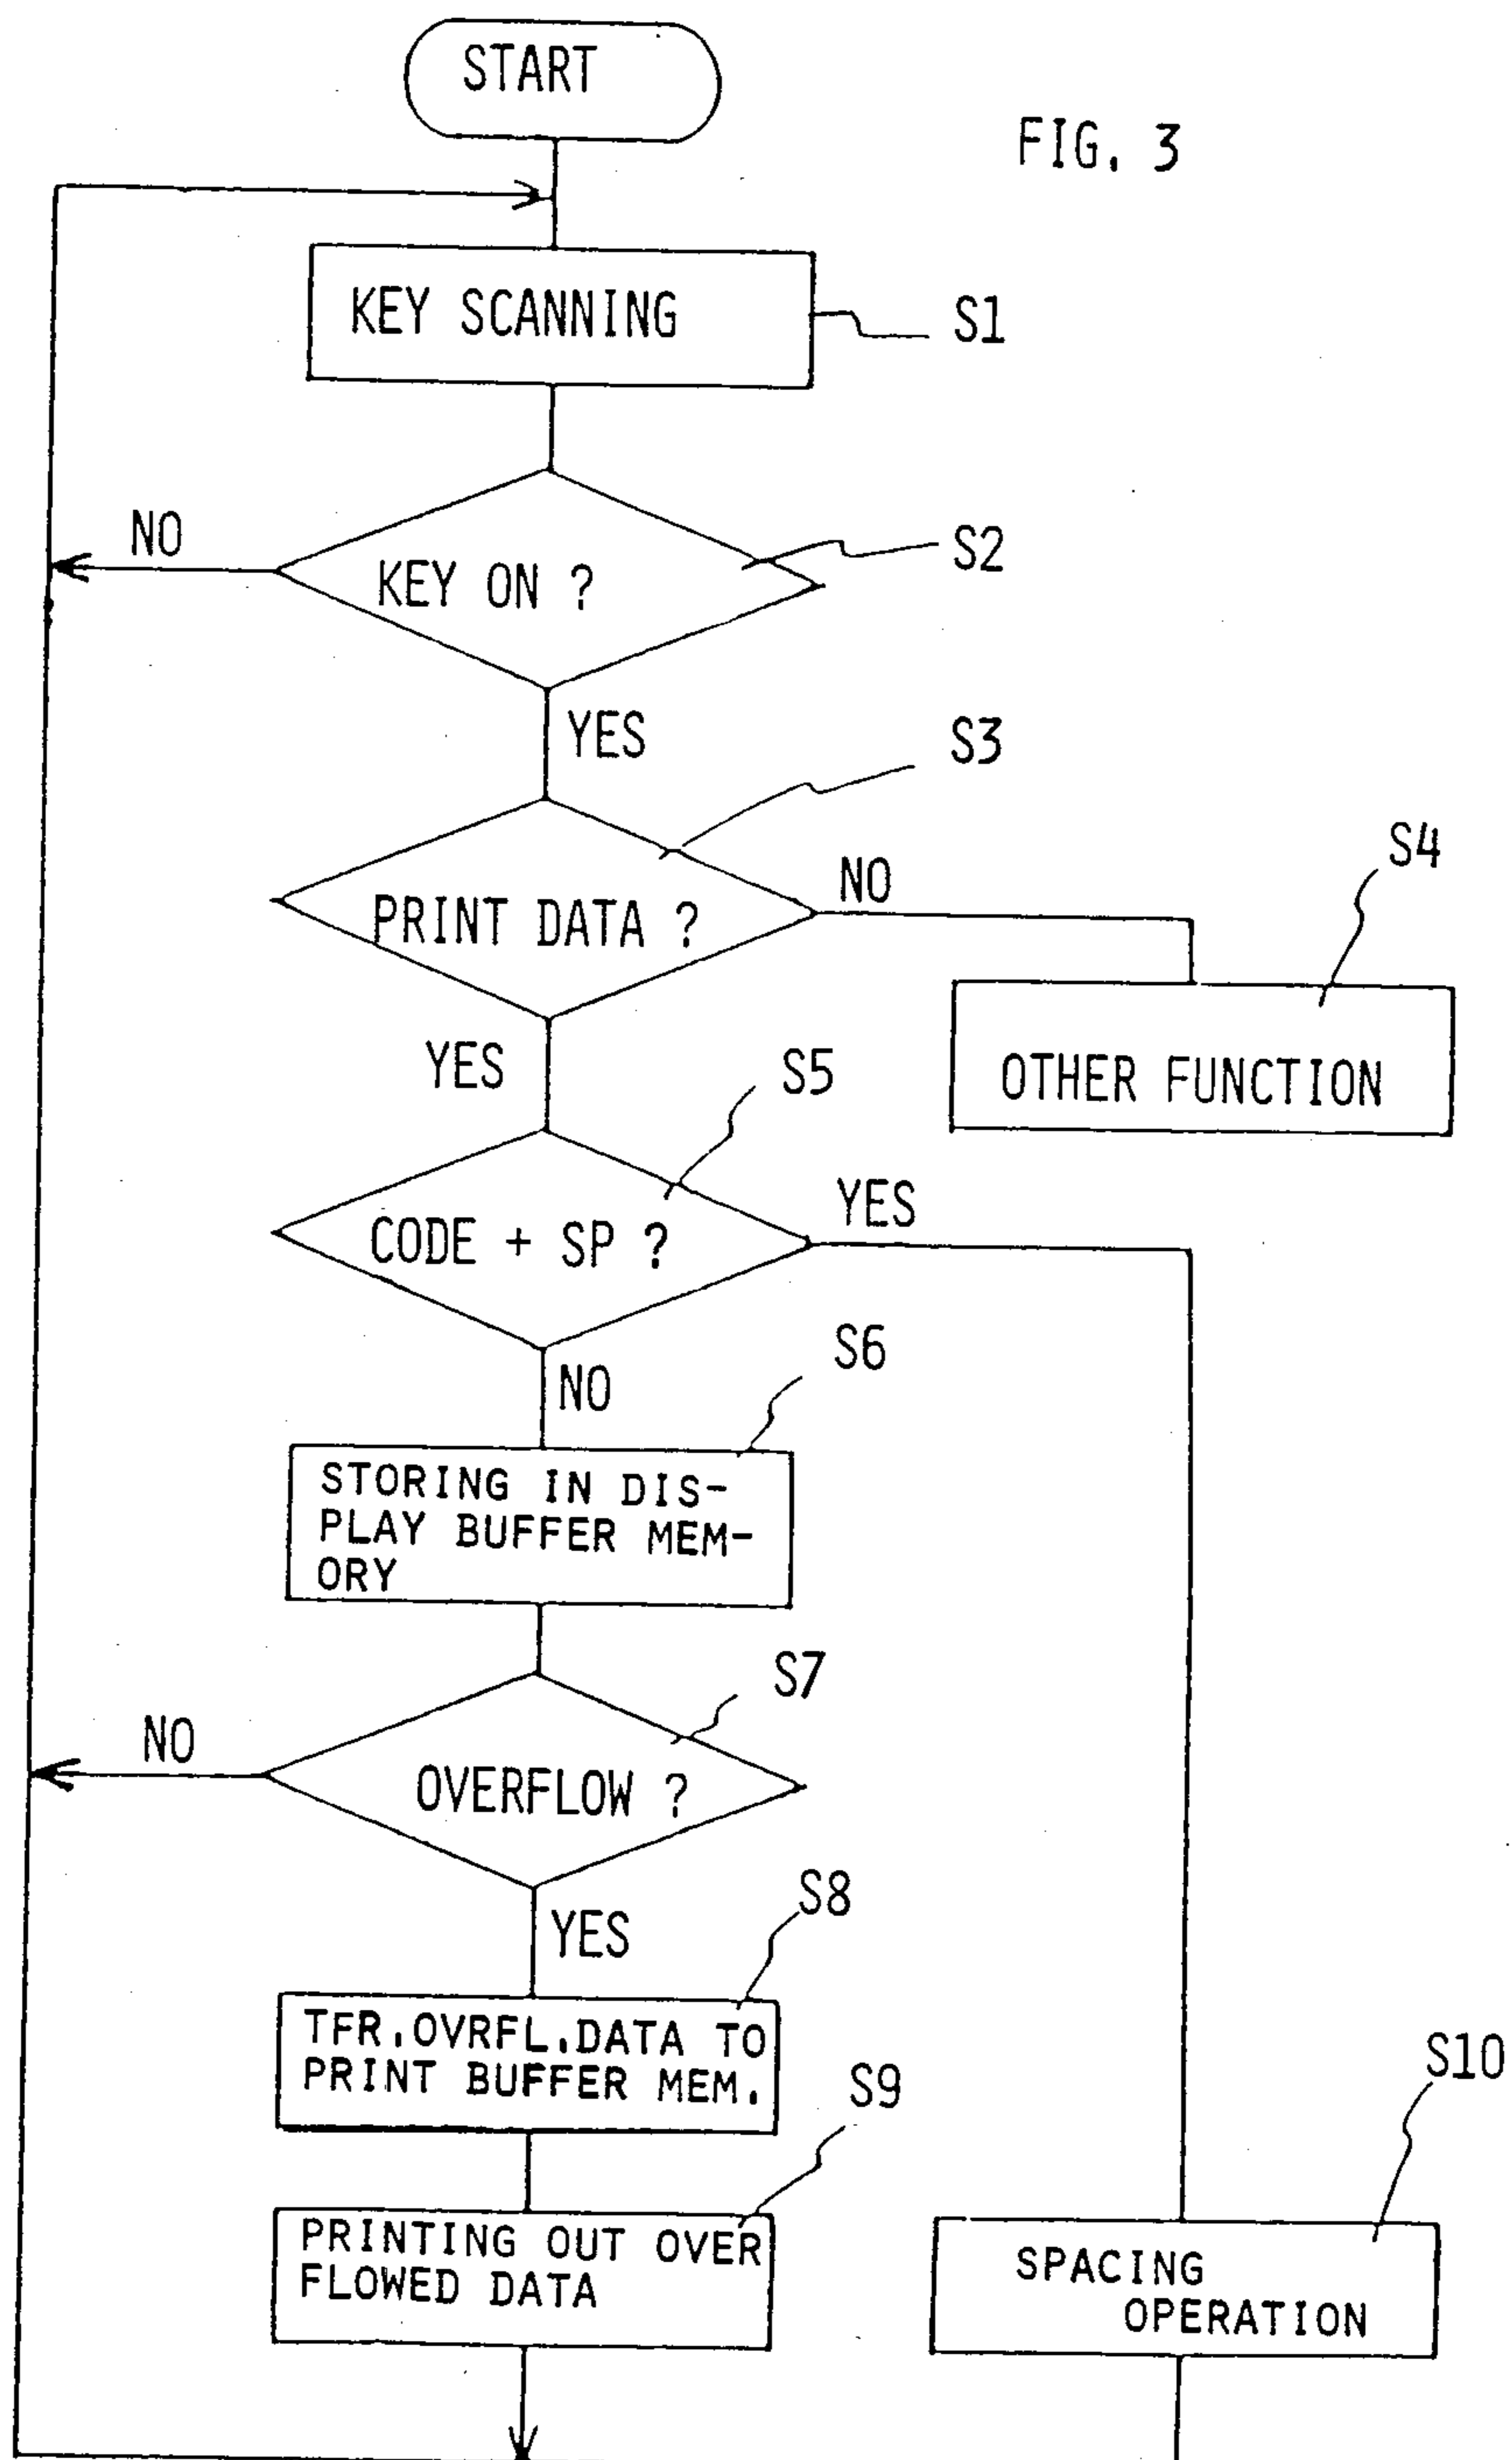 START
FIG. 3
KEY SCANNING
S1
NO
KEY ON ?
S2
YES
S3
PRINT DATA ?
NO
S4
OTHER FUNCTION
YES
S5
CODE + SP ?
YES
S6
NO
STORING IN DIS-
PLAY BUFFER MEM-
ORY
S7
NO
OVERFLOW ?
S8
YES
TFR.OVRFL.DATA TO
PRINT BUFFER MEM.
S9
S10
PRINTING OUT OVER
FLOWED DATA
SPACING
OPERATION